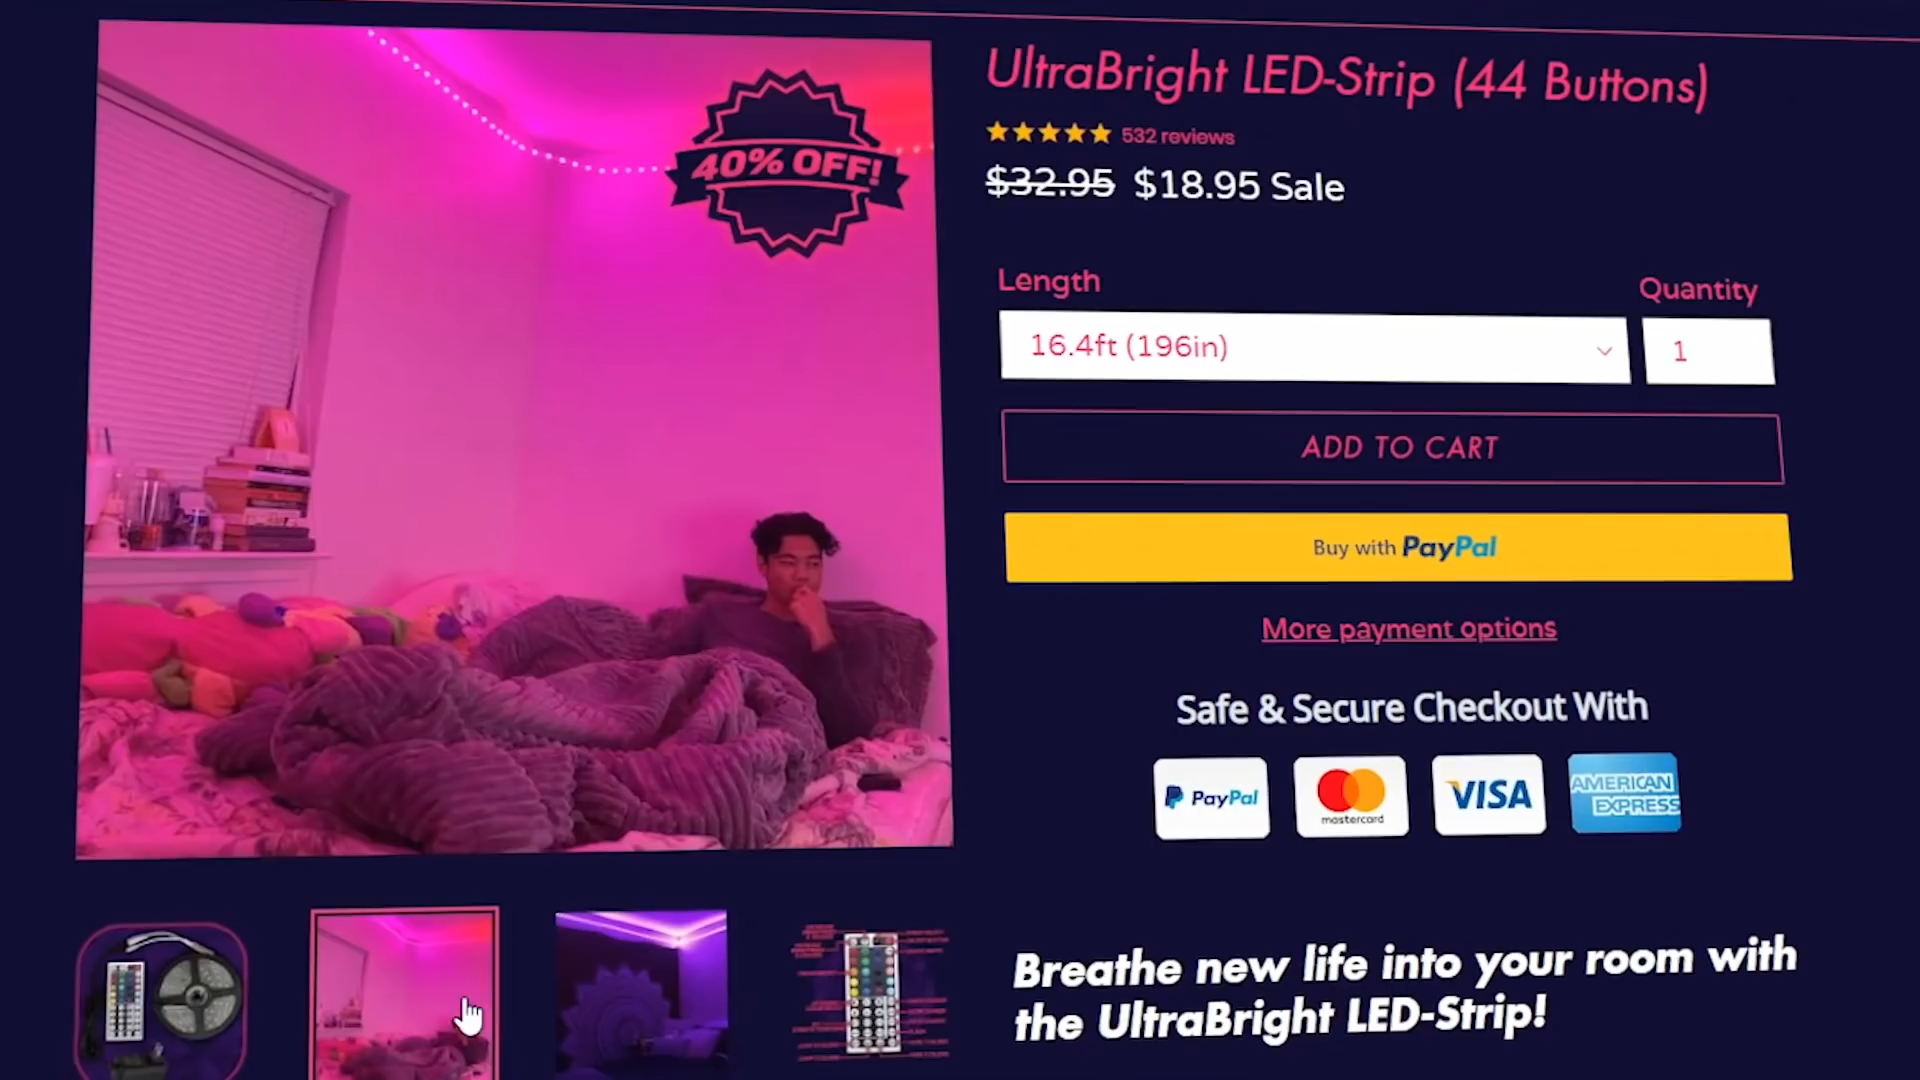 40% OFF!
UltraBright LED-Strip (44 Buttons)
532 reviews
$32.95 $18.95 Sale
Length
Quantity
16.4ft (196in)
1
ADD TO CART
Buy with PayPal
More payment options
Safe & Secure Checkout With
PayPal
mastercard
VISA
AMERICAN
EXPRESS
Breathe new life into your room with
the UltraBright LED-Strip!